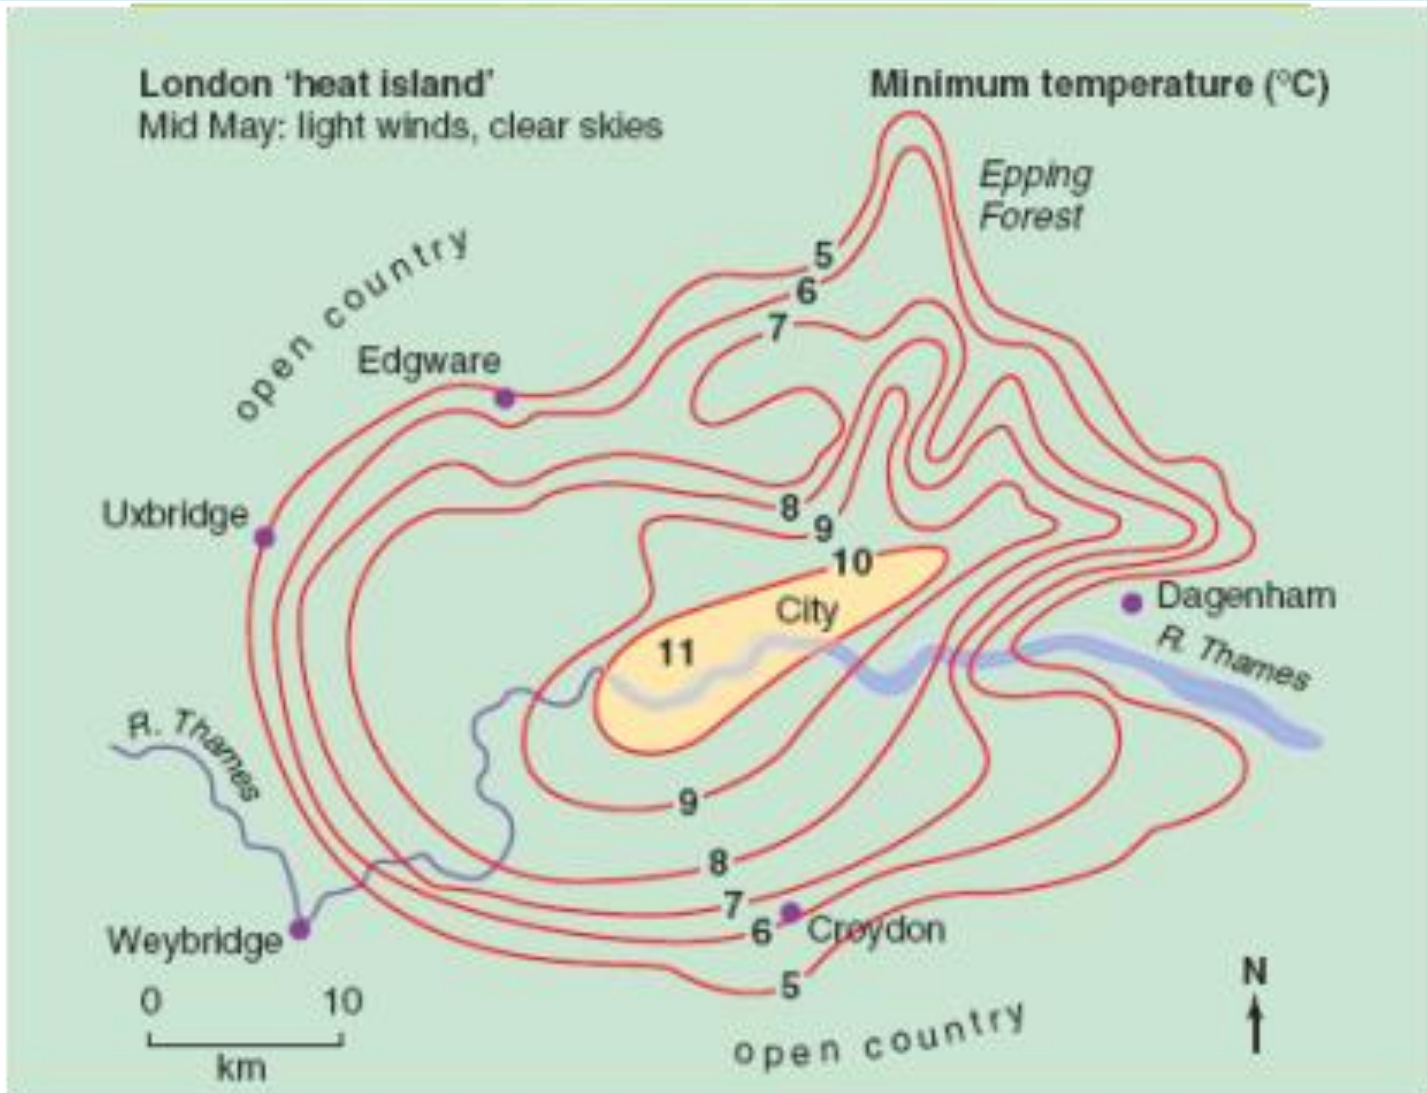 London ‘heat island’
Mid May: light winds, clear skies
Minimum temperature (°C)
Epping
Forest
open country
5
6
7
Edgware
Uxbridge
8
9
10
City
11
Dagenham
R. Thames
R. Thames
9
8
7
6
5
Croydon
Weybridge
0 10
km
open country
N